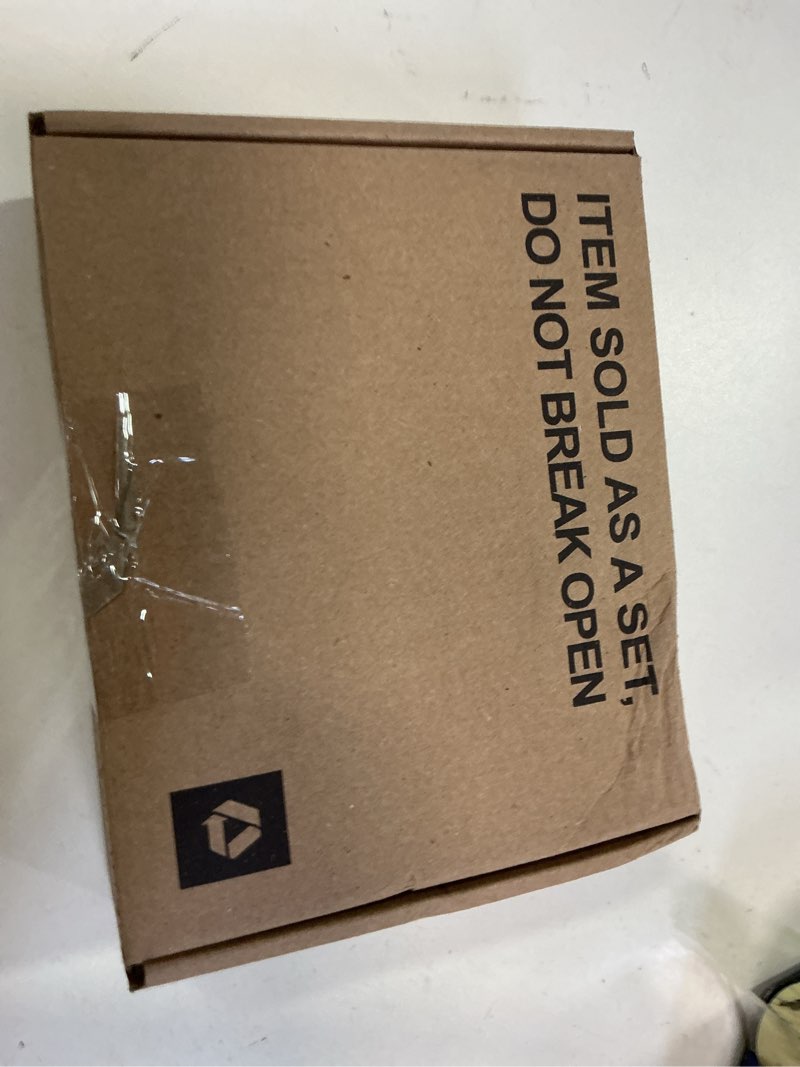 ITEM SOLD AS A SET,
DO NOT BREAK OPEN